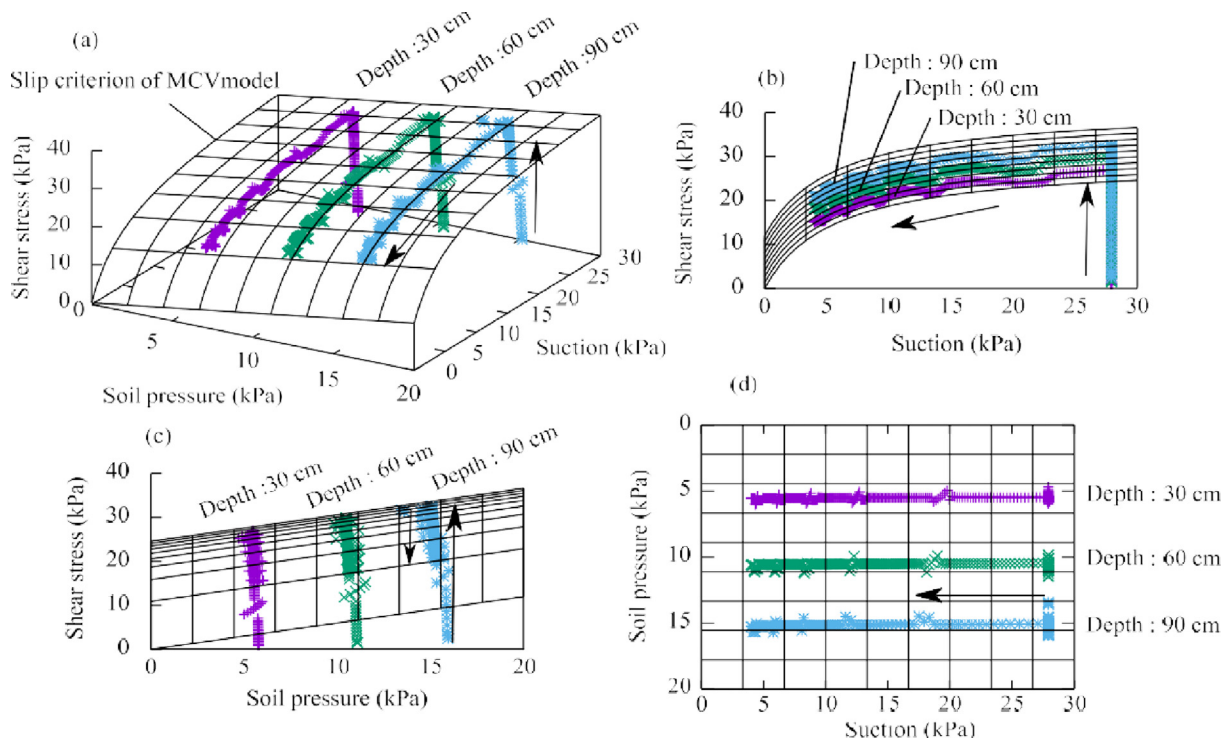 (a)
Slip criterion of MCVmodel
Depth :30 cm
Depth : 60 cm
Depth : 90 cm
Shear stress (kPa)
40
30
20
10
0
0
5
10
15
20
Soil pressure (kPa)
0
5
10
15
20
25
30
Suction (kPa)
(b)
Depth : 90 cm
Depth : 60 cm
Depth : 30 cm
Shear stress (kPa)
40
30
20
10
0
0 5 10 15 20 25 30
Suction (kPa)
(c)
Depth :30 cm
Depth : 60 cm
Depth : 90 cm
Shear stress (kPa)
40
30
20
10
0
0 5 10 15 20
Soil pressure (kPa)
(d)
Soil pressure (kPa)
0
5
10
15
20
Depth : 30 cm
Depth : 60 cm
Depth : 90 cm
0 5 10 15 20 25 30
Suction (kPa)